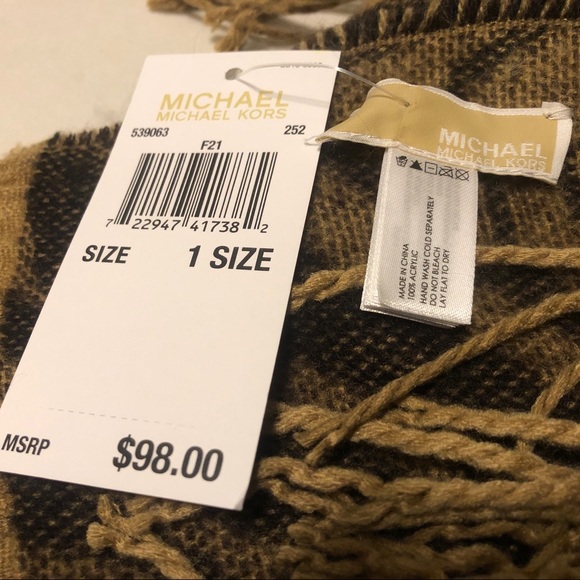 MICHAEL
MICHAEL KORS
539063 252
F21
7 22947 41738 2
SIZE 1 SIZE
MSRP $98.00
MICHAEL
MICHAEL KORS
MADE IN CHINA
100% ACRYLIC
HAND WASH COLD SEPARATELY
DO NOT BLEACH
LAY FLAT TO DRY